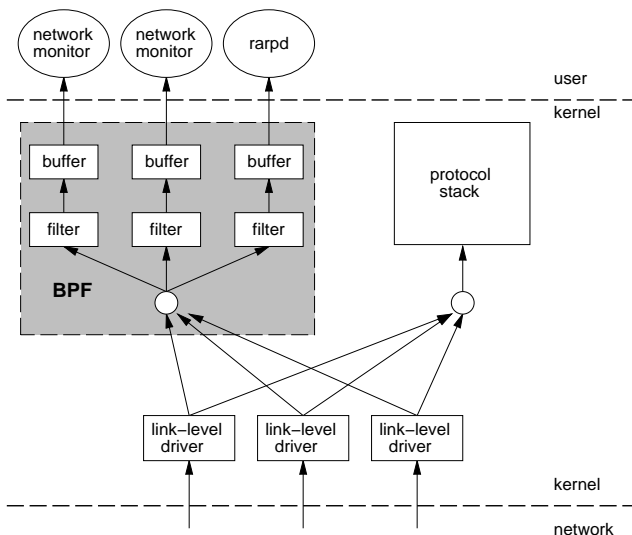 network
monitor
network
monitor
rarpd
user
kernel
buffer
buffer
buffer
protocol
stack
filter
filter
filter
BPF
link-level
driver
link-level
driver
link-level
driver
kernel
network